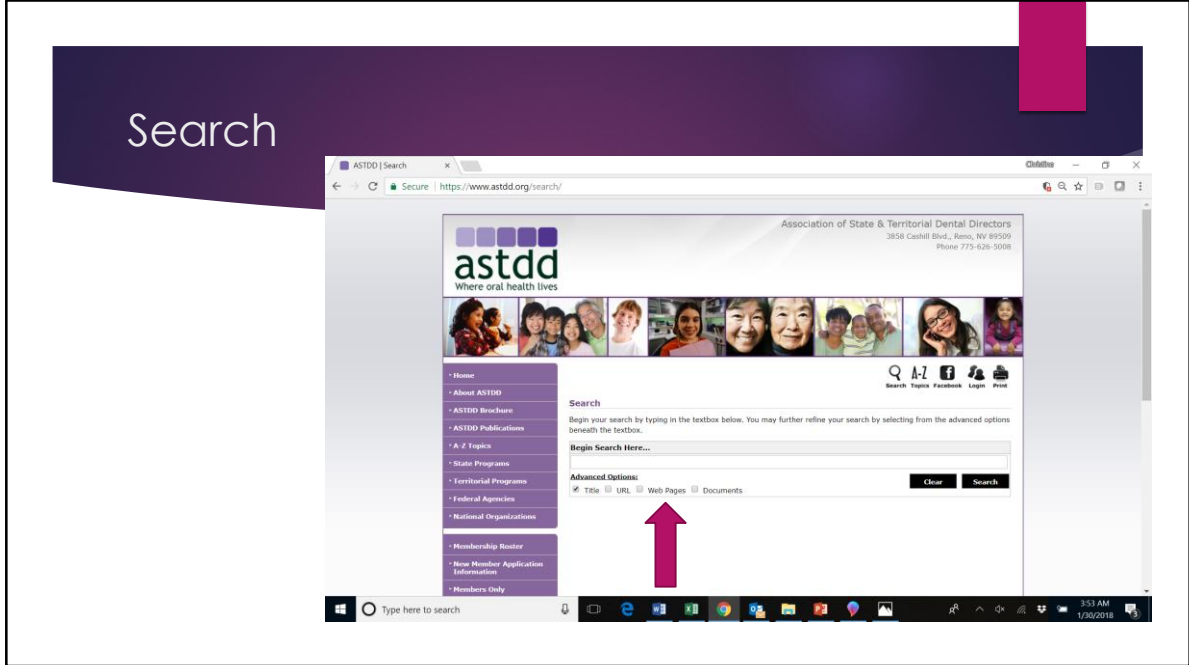 Search
ASTDD | Search
Christine
Secure | https://www.astdd.org/search/
Association of State & Territorial Dental Directors
3858 Cashill Blvd., Reno, NV 89509
Phone 775-626-5008
astdd
Where oral health lives
Search Topics Facebook Login Print
A-Z
Home
About ASTDD
ASTDD Brochure
ASTDD Publications
A-Z Topics
State Programs
Territorial Programs
Federal Agencies
National Organizations
Membership Roster
New Member Application
Information
Members Only
Search
Begin your search by typing in the textbox below. You may further refine your search by selecting from the advanced options
beneath the textbox.
Begin Search Here...
Advanced Options:
Title URL Web Pages Documents
Clear Search
Type here to search
3:53 AM
1/30/2018